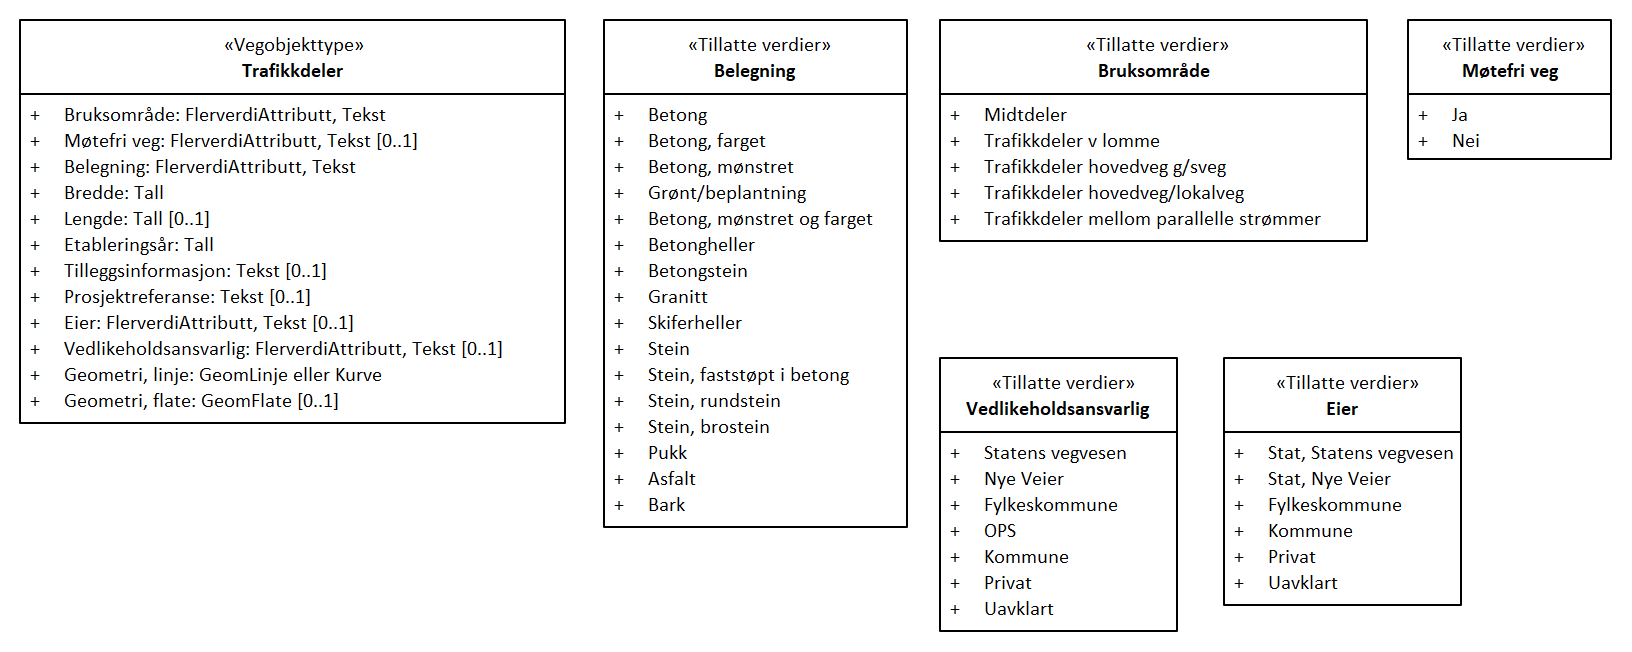 «Vegobjekttype»
Trafikkdeler
+ Bruksområde: FlerverdiAttributt, Tekst
+ Møtefri veg: FlerverdiAttributt, Tekst [0..1]
+ Belegning: FlerverdiAttributt, Tekst
+ Bredde: Tall
+ Lengde: Tall [0..1]
+ Etableringsår: Tall
+ Tilleggsinformasjon: Tekst [0..1]
+ Prosjektreferanse: Tekst [0..1]
+ Eier: FlerverdiAttributt, Tekst [0..1]
+ Vedlikeholdsansvarlig: FlerverdiAttributt, Tekst [0..1]
+ Geometri, linje: GeomLinje eller Kurve
+ Geometri, flate: GeomFlate [0..1]
«Tillatte verdier»
Belegning
+ Betong
+ Betong, farget
+ Betong, mønstret
+ Grønt/beplantning
+ Betong, mønstret og farget
+ Betongheller
+ Betongstein
+ Granitt
+ Skiferheller
+ Stein
+ Stein, faststøpt i betong
+ Stein, rundstein
+ Stein, brostein
+ Pukk
+ Asfalt
+ Bark
«Tillatte verdier»
Bruksområde
+ Midtdeler
+ Trafikkdeler v lomme
+ Trafikkdeler hovedveg g/sveg
+ Trafikkdeler hovedveg/lokalveg
+ Trafikkdeler mellom parallelle strømmer
«Tillatte verdier»
Møtefri veg
+ Ja
+ Nei
«Tillatte verdier»
Vedlikeholdsansvarlig
+ Statens vegvesen
+ Nye Veier
+ Fylkeskommune
+ OPS
+ Kommune
+ Privat
+ Uavklart
«Tillatte verdier»
Eier
+ Stat, Statens vegvesen
+ Stat, Nye Veier
+ Fylkeskommune
+ Kommune
+ Privat
+ Uavklart